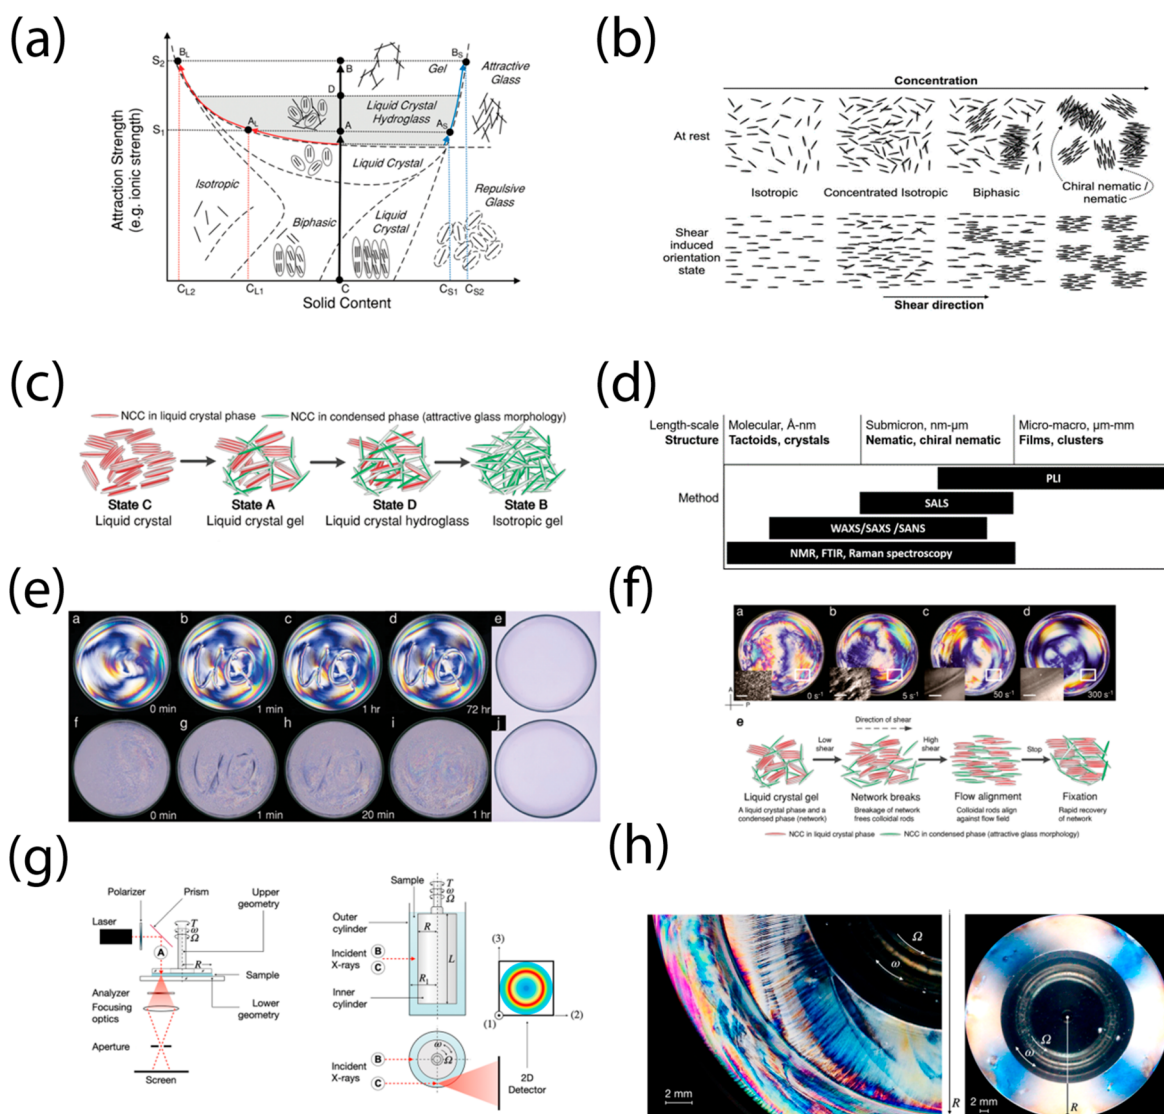 (a)
S2
BL
B
BS
Gel
Attractive
Glass
D
Liquid Crystal
Hydroglass
S1
AL
A
AS
Attraction Strength
(e.g. ionic strength)
Liquid Crystal
Isotropic
Biphasic
Liquid
Crystal
Repulsive
Glass
CL2
CL1
C
CS1
CS2
Solid Content
(b)
Concentration
At rest
Isotropic
Concentrated Isotropic
Biphasic
Chiral nematic /
nematic
Shear
induced
orientation
state
Shear direction
(c)
NCC in liquid crystal phase
NCC in condensed phase (attractive glass morphology)
State C
Liquid crystal
State A
Liquid crystal gel
State D
Liquid crystal hydroglass
State B
Isotropic gel
(d)
Length-scale
Structure
Molecular, Å-nm
Tactoids, crystals
Submicron, nm-μm
Nematic, chiral nematic
Micro-macro, μm-mm
Films, clusters
Method
PLI
SALS
WAXS/SAXS /SANS
NMR, FTIR, Raman spectroscopy
(e)
a
b
c
d
e
0 min
1 min
1 hr
72 hr
f
g
h
i
j
UQ
0 min
1 min
20 min
1 hr
(f)
a
b
c
d
0 s-1
5 s-1
50 s-1
300 s-1
A
P
e
Direction of shear
Low
shear
High
shear
Stop
Liquid crystal gel
Network breaks
Flow alignment
Fixation
A liquid crystal phase and a
condensed phase (network)
Breakage of network
frees colloidal rods
Colloidal rods align
against flow field
Rapid recovery
of network
NCC in liquid crystal phase
NCC in condensed phase (attractive glass morphology)
(g)
Polarizer
Prism
Upper
geometry
Laser
T
ω
Ω
A
R
Sample
Analyzer
Focusing
optics
Lower
geometry
Aperture
Screen
Sample
T
ω
Ω
Outer
cylinder
R
Incident
X-rays
B
C
L
R1
Inner
cylinder
(3)
(1)
(2)
Incident
X-rays
B
C
ω
Ω
2D
Detector
(h)
Ω
ω
2 mm
R
Ω
ω
2 mm
R